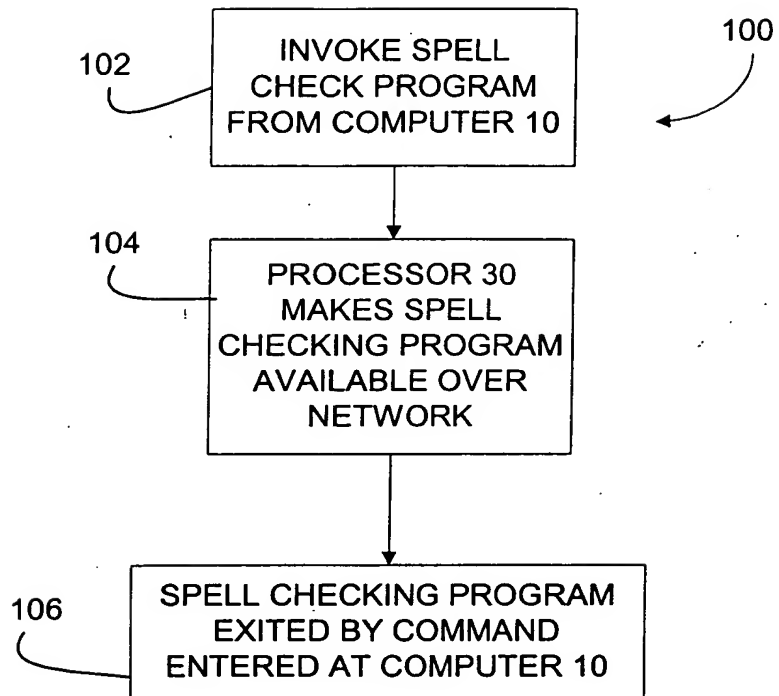 102
INVOKE SPELL
CHECK PROGRAM
FROM COMPUTER 10
100
104
PROCESSOR 30
MAKES SPELL
CHECKING PROGRAM
AVAILABLE OVER
NETWORK
106
SPELL CHECKING PROGRAM
EXITED BY COMMAND
ENTERED AT COMPUTER 10